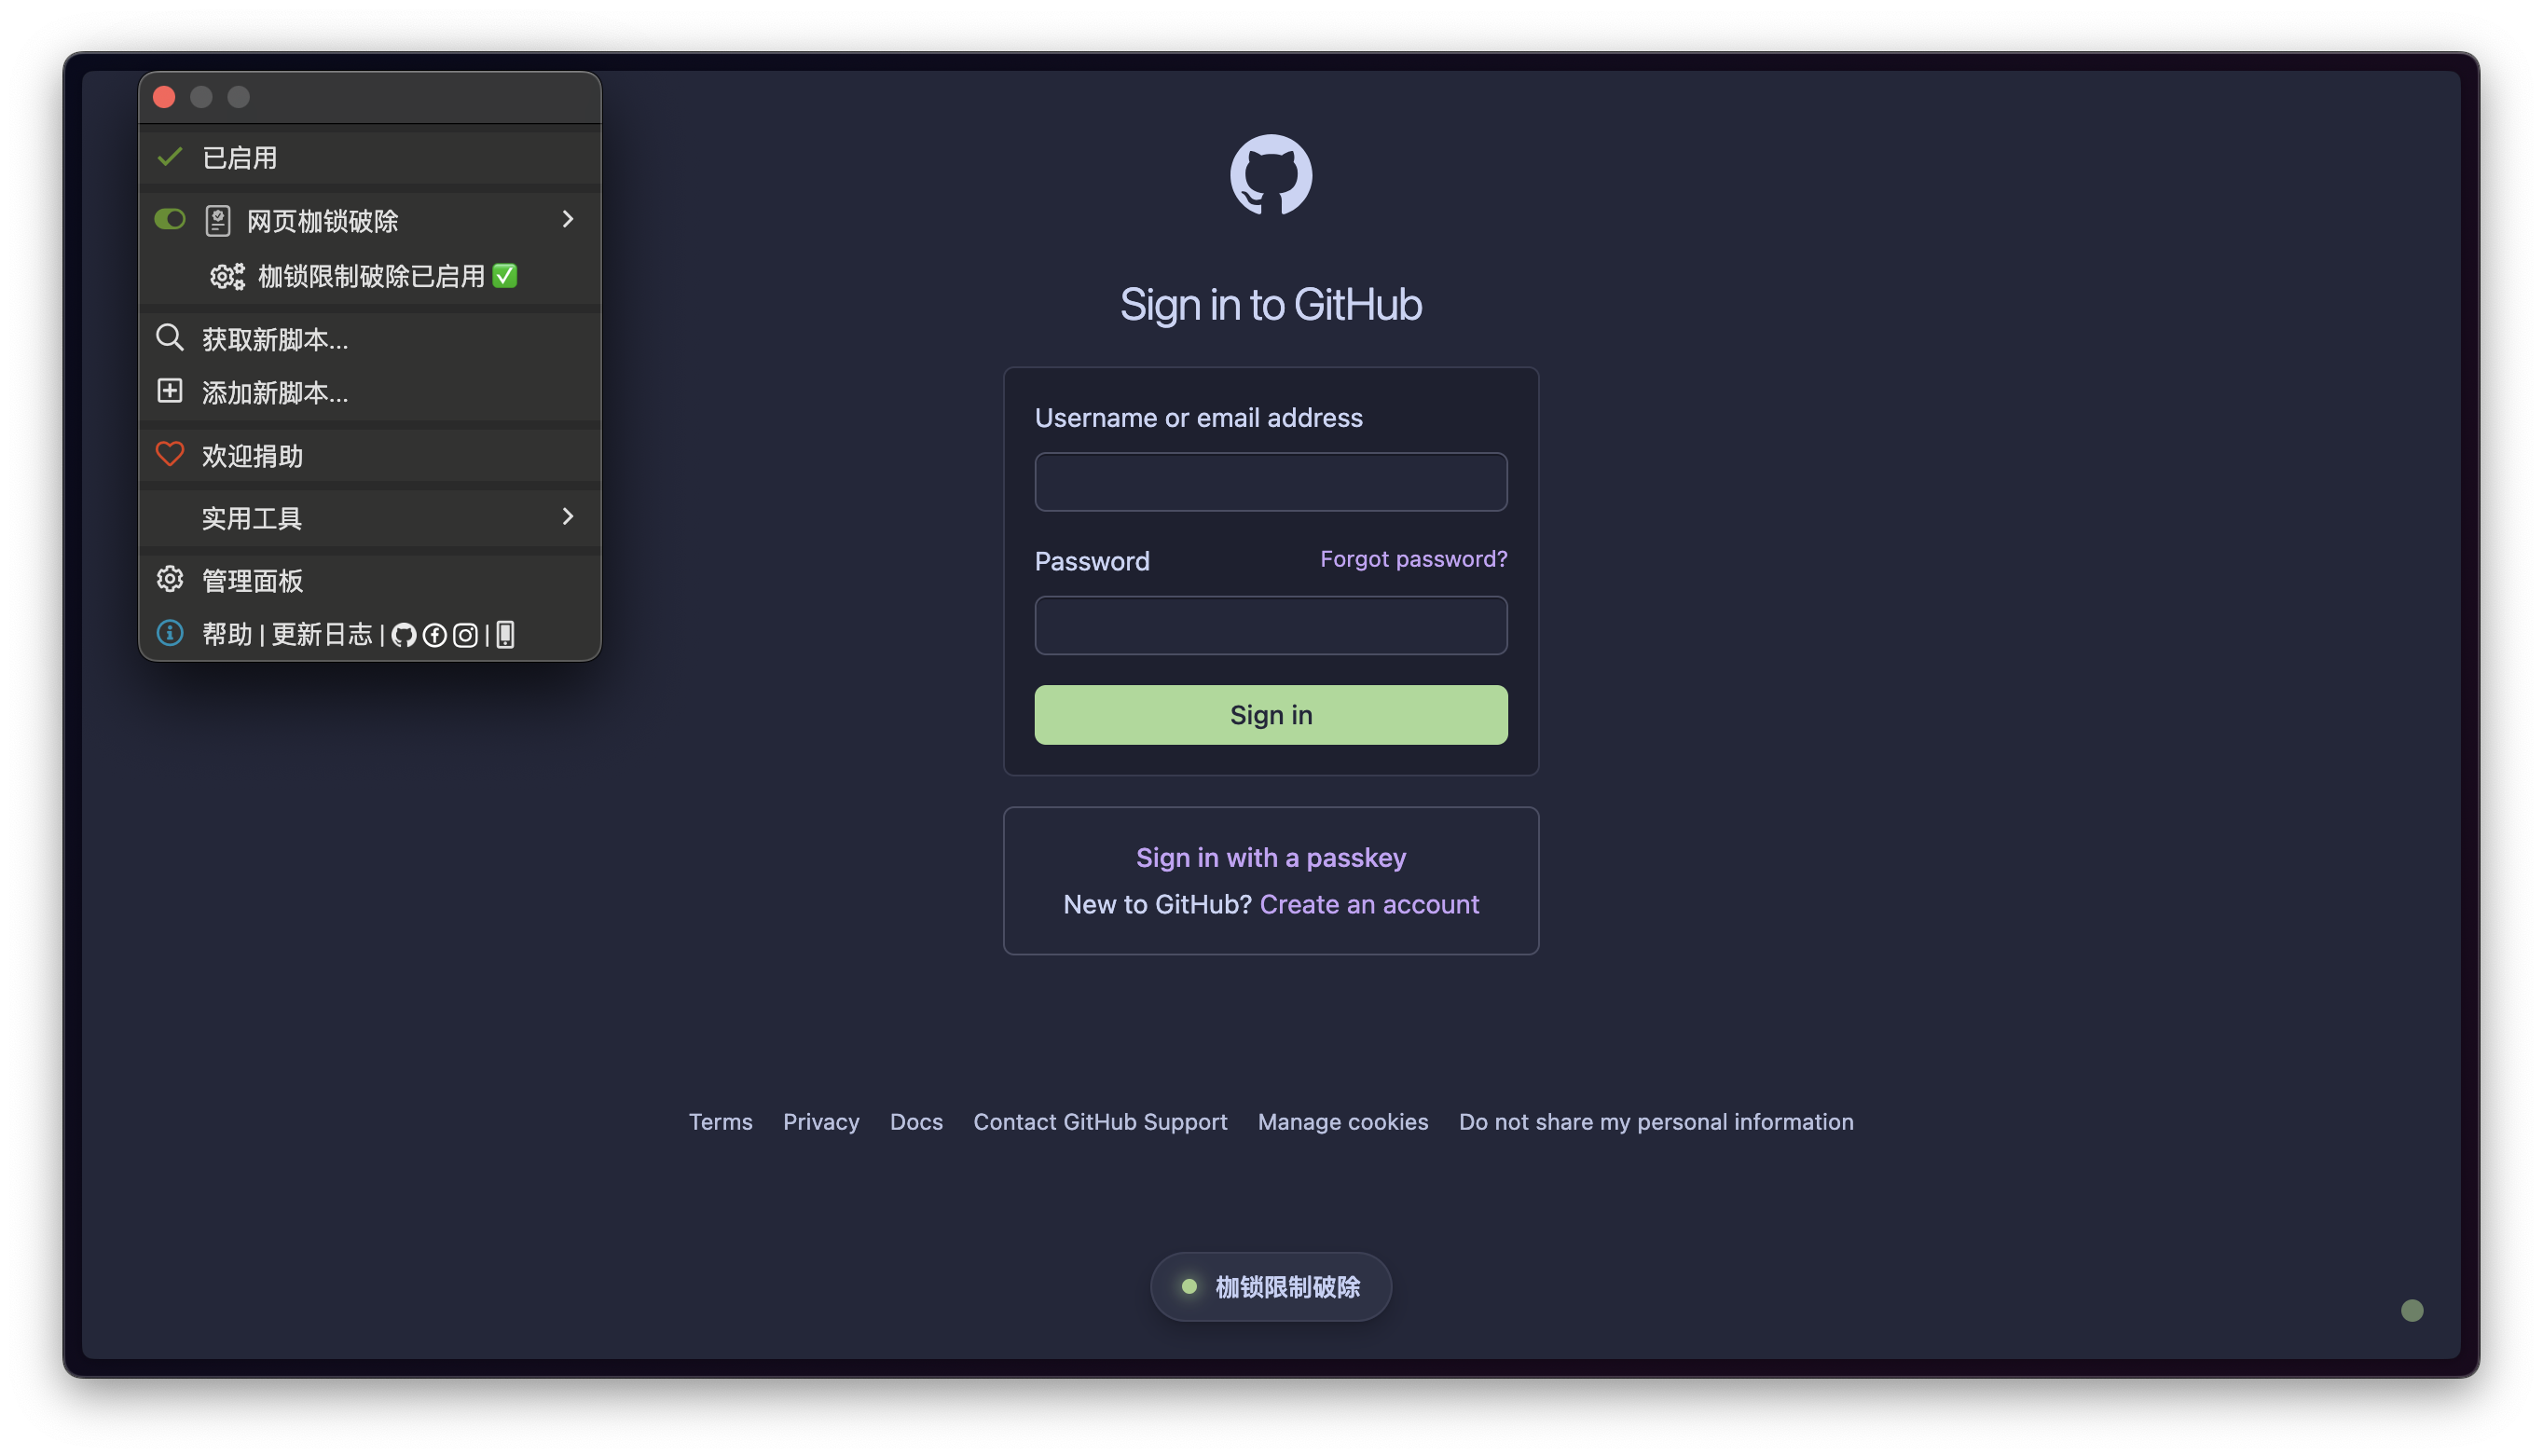 已启用
网页枷锁破除
枷锁限制破除已启用✅
获取新脚本...
添加新脚本...
欢迎捐助
实用工具
管理面板
帮助 | 更新日志 | |
Sign in to GitHub
Username or email address
Password Forgot password?
Sign in
Sign in with a passkey
New to GitHub? Create an account
Terms Privacy Docs Contact GitHub Support Manage cookies Do not share my personal information
枷锁限制破除